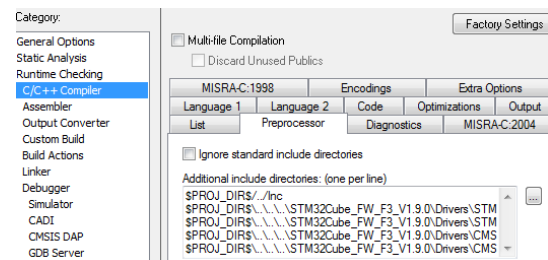 Category:
General Options
Static Analysis
Runtime Checking
C/C++ Compiler
Assembler
Output Converter
Custom Build
Build Actions
Linker
Debugger
Simulator
CADI
CMSIS DAP
GDB Server
Factory Settings
Multi-file Compilation
Discard Unused Publics
MISRA-C:1998 Encodings Extra Options
Language 1 Language 2 Code Optimizations Output
List Preprocessor Diagnostics MISRA-C:2004
Ignore standard include directories
Additional include directories: (one per line)
$PROJ_DIR$/../Inc
$PROJ_DIR$\..\..\..\STM32Cube_FW_F3_V1.9.0\Drivers\STM
$PROJ_DIR$\..\..\..\STM32Cube_FW_F3_V1.9.0\Drivers\STM
$PROJ_DIR$\..\..\..\STM32Cube_FW_F3_V1.9.0\Drivers\CMS
$PROJ_DIR$\..\..\..\STM32Cube_FW_F3_V1.9.0\Drivers\CMS
...